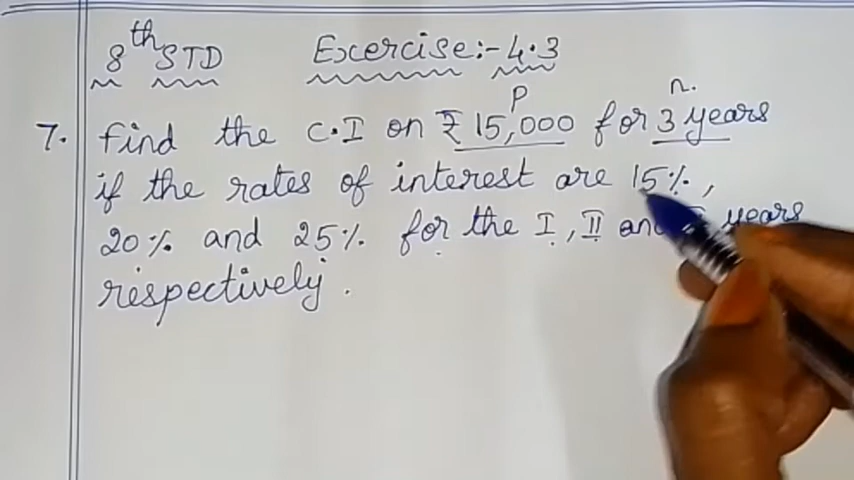 8th STD Exercise:- 4.3
P n.
7. find the C.I on ₹ 15,000 for 3 years
if the rates of interest are 15%,
20% and 25% for the I, II and years
respectively.